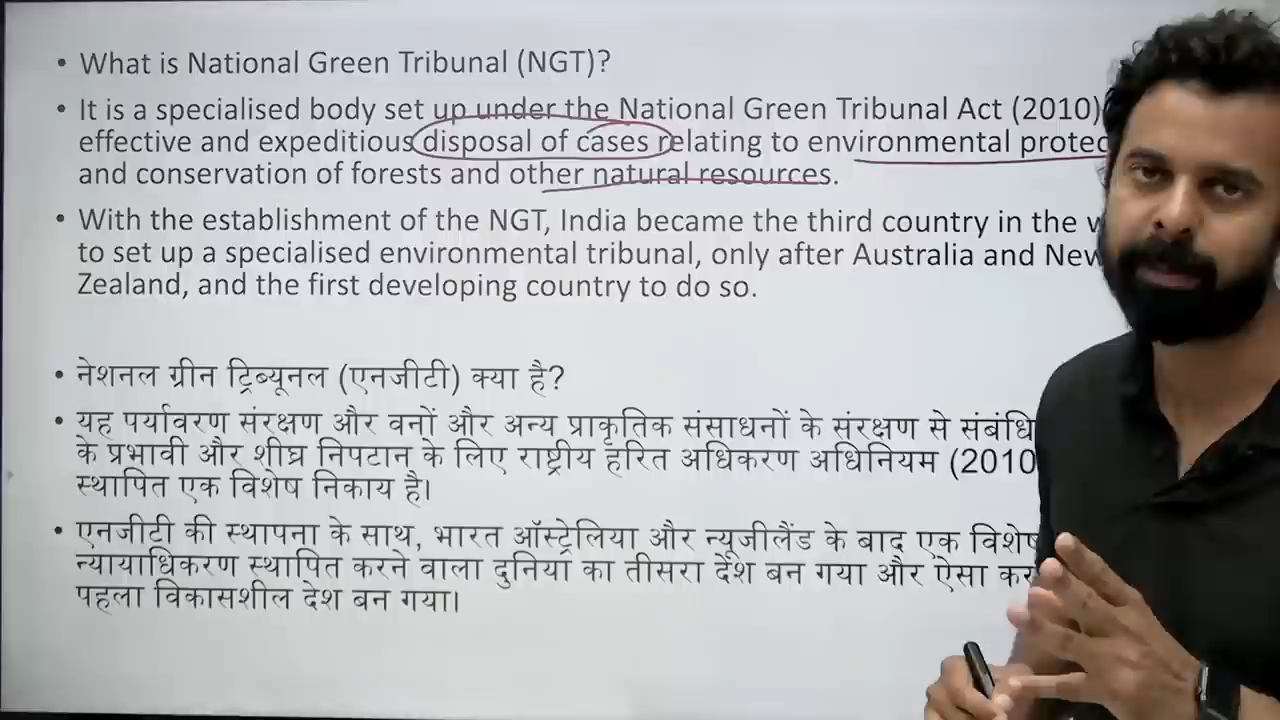 • What is National Green Tribunal (NGT)?
• It is a specialised body set up under the National Green Tribunal Act (2010)
effective and expeditious disposal of cases relating to environmental protec
and conservation of forests and other natural resources.
• With the establishment of the NGT, India became the third country in the w
to set up a specialised environmental tribunal, only after Australia and New
Zealand, and the first developing country to do so.
• नेशनल ग्रीन ट्रिब्यूनल (एनजीटी) क्या है?
• यह पर्यावरण संरक्षण और वनों और अन्य प्राकृतिक संसाधनों के संरक्षण से संबंधि
के प्रभावी और शीघ्र निपटान के लिए राष्ट्रीय हरित अधिकरण अधिनियम (2010
स्थापित एक विशेष निकाय है।
• एनजीटी की स्थापना के साथ, भारत ऑस्ट्रेलिया और न्यूजीलैंड के बाद एक विशेष
न्यायाधिकरण स्थापित करने वाला दुनिया का तीसरा देश बन गया और ऐसा कर
पहला विकासशील देश बन गया।